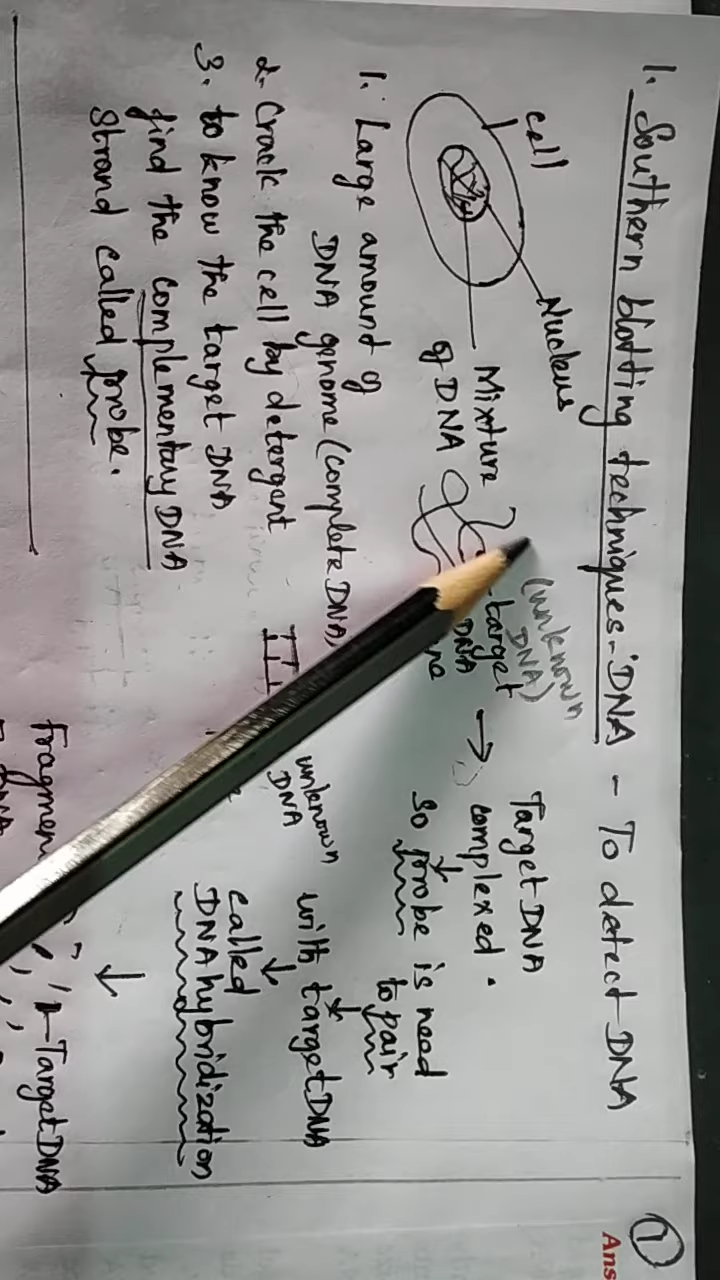 1. Southern blotting techniques - DNA - To detect DNA
1
Ans
cell
Nucleus
Mixture
of DNA
(unknown
DNA)
target
DNA
Target DNA
complexed.
so probe is need
to pair
1. Large amount of
DNA genome (complete DNA)
2. Crack the cell by detergent
3. to know the target DNA
find the complementary DNA
strand called probe.
unknown
DNA
with target DNA
called
DNA hybridization
Target DNA